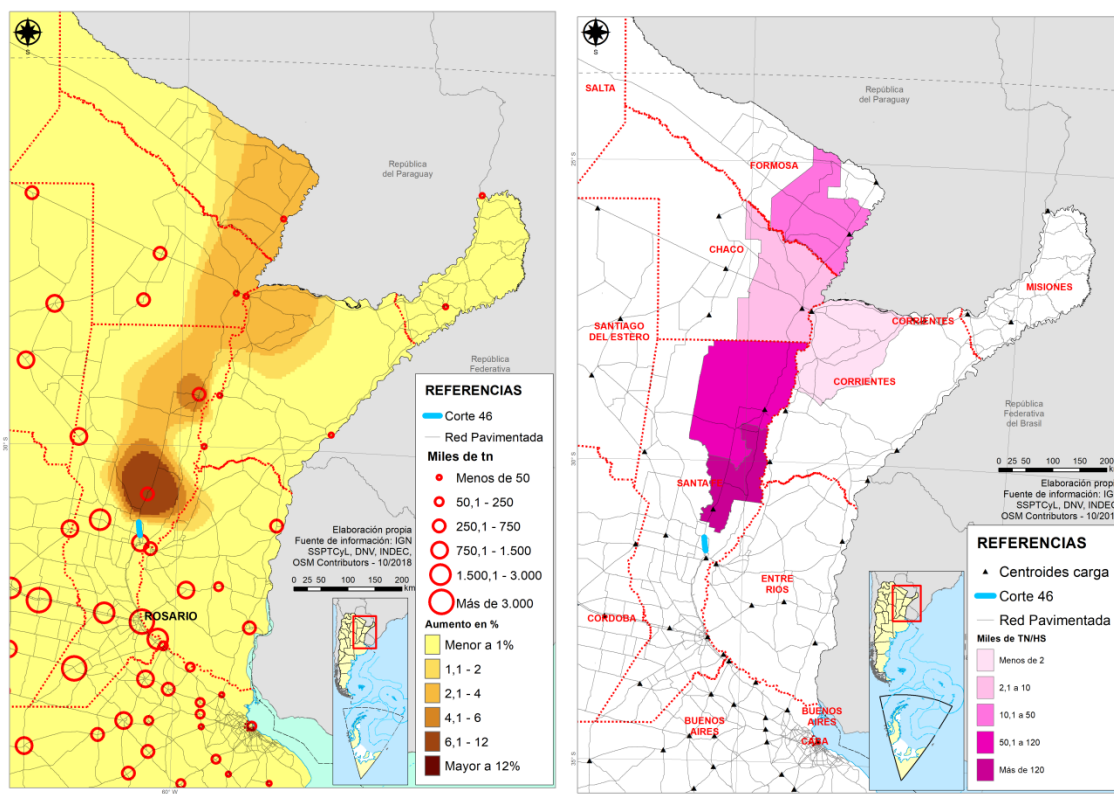 S
República
del Paraguay
República
Federativa
30° S
60° W
ROSARIO
Elaboración propia
Fuente de información: IGN
SSPTCyL, DNV, INDEC,
OSM Contributors - 10/2018
0 25 50 100 150 200
km
REFERENCIAS
Corte 46
Red Pavimentada
Miles de tn
Menos de 50
50,1 - 250
250,1 - 750
750,1 - 1.500
1.500,1 - 3.000
Más de 3.000
Aumento en %
Menor a 1%
1,1 - 2
2,1 - 4
4,1 - 6
6,1 - 12
Mayor a 12%
S
SALTA
República
del Paraguay
25°S
FORMOSA
CHACO
MISIONES
SANTIAGO
DEL ESTERO
CORRIENTES
CORRIENTES
República
Federativa
del Brasil
30° S
SANTA FE
0 25 50 100 150 200
Elaboración propia
Fuente de información: IG
SSPTCyL, DNV, INDEC
OSM Contributors - 10/201
ENTRE
RIOS
CORDOBA
BUENOS
AIRES
BUENOS
AIRES
CABA
35° S
REFERENCIAS
Centroides carga
Corte 46
Red Pavimentada
Miles de TN/HS
Menos de 2
2,1 a 10
10,1 a 50
50,1 a 120
Más de 120